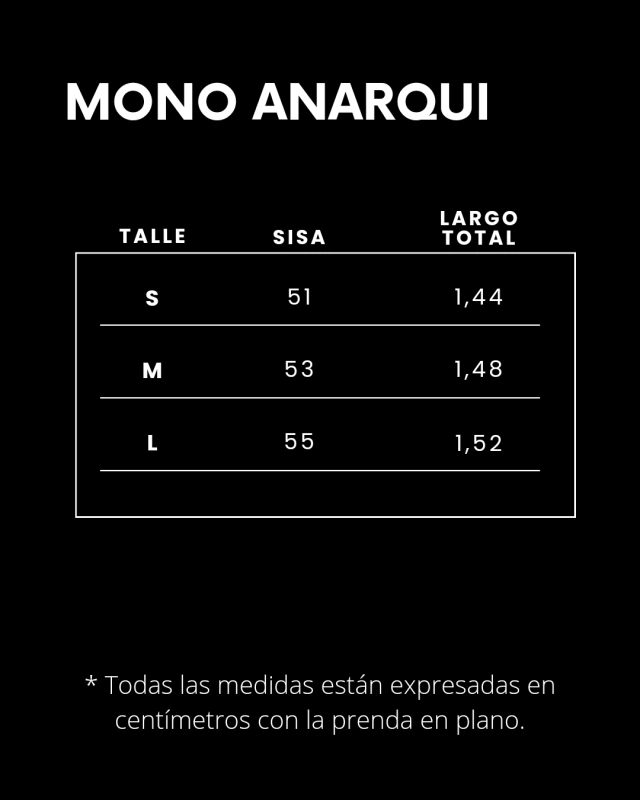 MONO ANARQUI
TALLE SISA LARGO TOTAL
S 51 1,44
M 53 1,48
L 55 1,52
* Todas las medidas están expresadas en
centímetros con la prenda en plano.